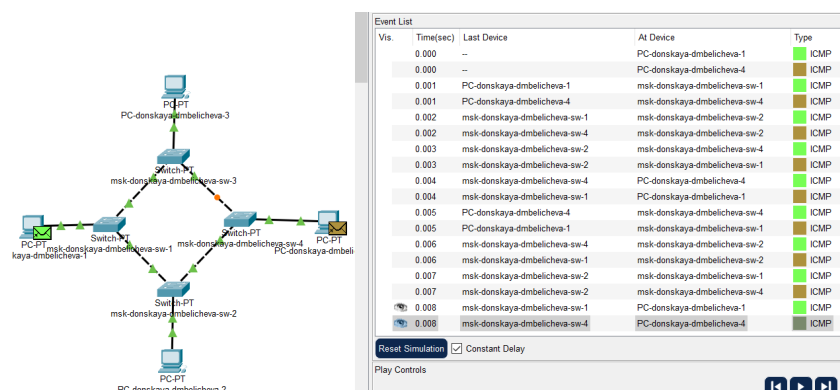 PC-PT
PC-donskaya-dmbelicheva-3
Switch-PT
msk-donskaya-dmbelicheva-sw-3
PC-PT
kaya-dmbelicheva-1
Switch-PT
msk-donskaya-dmbelicheva-sw-1
Switch-PT
msk-donskaya-dmbelicheva-sw-4
PC-PT
PC-donskaya-dmbeli
Switch-PT
msk-donskaya-dmbelicheva-sw-2
PC-PT
PC-donskaya-dmbelicheva-2
Event List
Vis. Time(sec) Last Device At Device Type
0.000 -- PC-donskaya-dmbelicheva-1 ICMP
0.000 -- PC-donskaya-dmbelicheva-4 ICMP
0.001 PC-donskaya-dmbelicheva-1 msk-donskaya-dmbelicheva-sw-1 ICMP
0.001 PC-donskaya-dmbelicheva-4 msk-donskaya-dmbelicheva-sw-4 ICMP
0.002 msk-donskaya-dmbelicheva-sw-1 msk-donskaya-dmbelicheva-sw-2 ICMP
0.002 msk-donskaya-dmbelicheva-sw-4 msk-donskaya-dmbelicheva-sw-2 ICMP
0.003 msk-donskaya-dmbelicheva-sw-2 msk-donskaya-dmbelicheva-sw-4 ICMP
0.003 msk-donskaya-dmbelicheva-sw-2 msk-donskaya-dmbelicheva-sw-1 ICMP
0.004 msk-donskaya-dmbelicheva-sw-4 PC-donskaya-dmbelicheva-4 ICMP
0.004 msk-donskaya-dmbelicheva-sw-1 PC-donskaya-dmbelicheva-1 ICMP
0.005 PC-donskaya-dmbelicheva-4 msk-donskaya-dmbelicheva-sw-4 ICMP
0.005 PC-donskaya-dmbelicheva-1 msk-donskaya-dmbelicheva-sw-1 ICMP
0.006 msk-donskaya-dmbelicheva-sw-4 msk-donskaya-dmbelicheva-sw-2 ICMP
0.006 msk-donskaya-dmbelicheva-sw-1 msk-donskaya-dmbelicheva-sw-2 ICMP
0.007 msk-donskaya-dmbelicheva-sw-2 msk-donskaya-dmbelicheva-sw-1 ICMP
0.007 msk-donskaya-dmbelicheva-sw-2 msk-donskaya-dmbelicheva-sw-4 ICMP
0.008 msk-donskaya-dmbelicheva-sw-1 PC-donskaya-dmbelicheva-1 ICMP
0.008 msk-donskaya-dmbelicheva-sw-4 PC-donskaya-dmbelicheva-4 ICMP
Reset Simulation Constant Delay
Play Controls